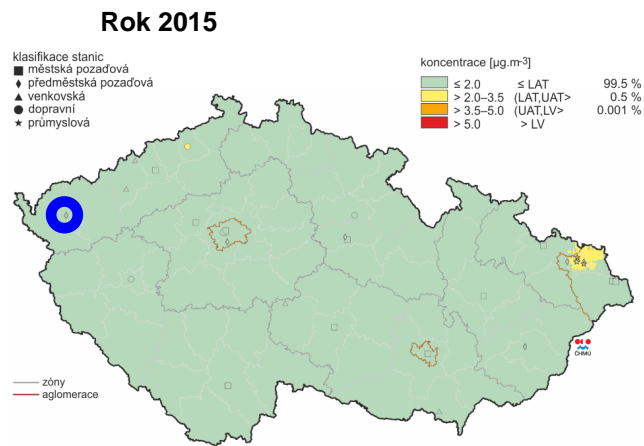 Rok 2015
klasifikace stanic
městská pozaďová
předměstská pozaďová
venkovská
dopravní
průmyslová
koncentrace [µg.m-3]
≤ 2.0 ≤ LAT 99.5 %
> 2.0–3.5 (LAT,UAT> 0.5 %
> 3.5–5.0 (UAT,LV> 0.001 %
> 5.0 > LV
ČHMÚ
zóny
aglomerace